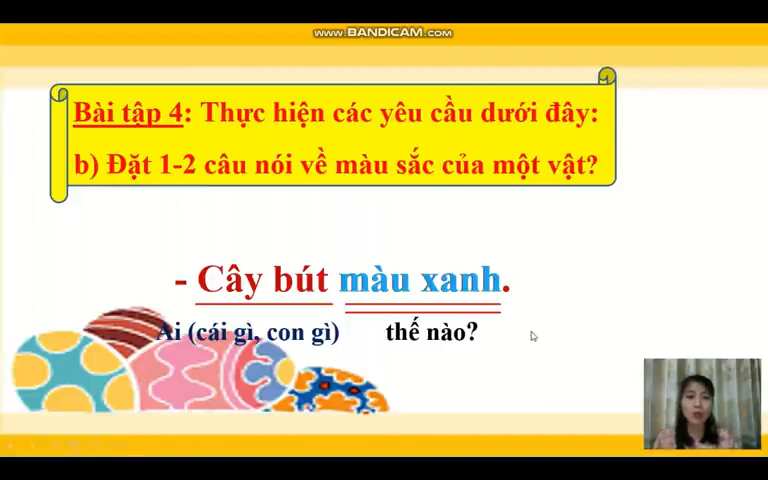 WWW.BANDICAM.COM
Bài tập 4: Thực hiện các yêu cầu dưới đây:
b) Đặt 1-2 câu nói về màu sắc của một vật?
- Cây bút màu xanh.
Ai (cái gì, con gì) thế nào?